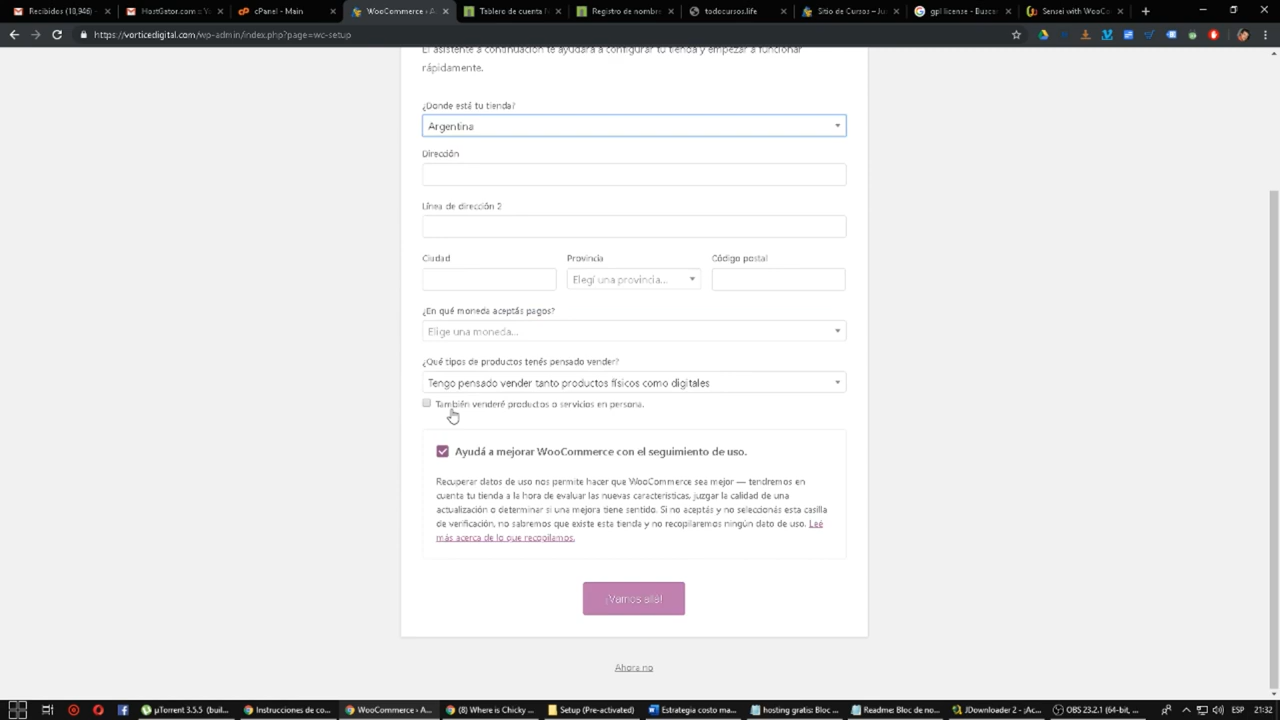 Recibidos (18,946)
HostGator.com :: Y
cPanel - Main
WooCommerce ‹ A
Tablero de cuenta F
Registro de nombre
todocursos.life
Sitio de Cursos – Ju
gpl license - Buscar
Sensei with WooCo
https://vorticedigital.com/wp-admin/index.php?page=wc-setup
El asistente a continuación te ayudará a configurar tu tienda y empezar a funcionar
rápidamente.
¿Donde está tu tienda?
Argentina
Dirección
Línea de dirección 2
Ciudad Provincia Código postal
Elegí una provincia...
¿En qué moneda aceptás pagos?
Elige una moneda...
¿Qué tipos de productos tenés pensado vender?
Tengo pensado vender tanto productos físicos como digitales
También venderé productos o servicios en persona.
Ayudá a mejorar WooCommerce con el seguimiento de uso.
Recuperar datos de uso nos permite hacer que WooCommerce sea mejor — tendremos en
cuenta tu tienda a la hora de evaluar las nuevas características, juzgar la calidad de una
actualización o determinar si una mejora tiene sentido. Si no aceptás y no seleccionás esta casilla
de verificación, no sabremos que existe esta tienda y no recopilaremos ningún dato de uso. Leé
más acerca de lo que recopilamos.
¡Vamos allá!
Ahora no
µTorrent 3.5.5 (buil...
Instrucciones de co...
WooCommerce ‹ A...
(8) Where is Chicky ...
Setup (Pre-activated)
Estrategia costo ma...
hosting gratis: Bloc ...
Readme: Bloc de no...
JDownloader 2 - ¡Ac...
OBS 23.2.1 (64-bit, ...
ESP
21:32